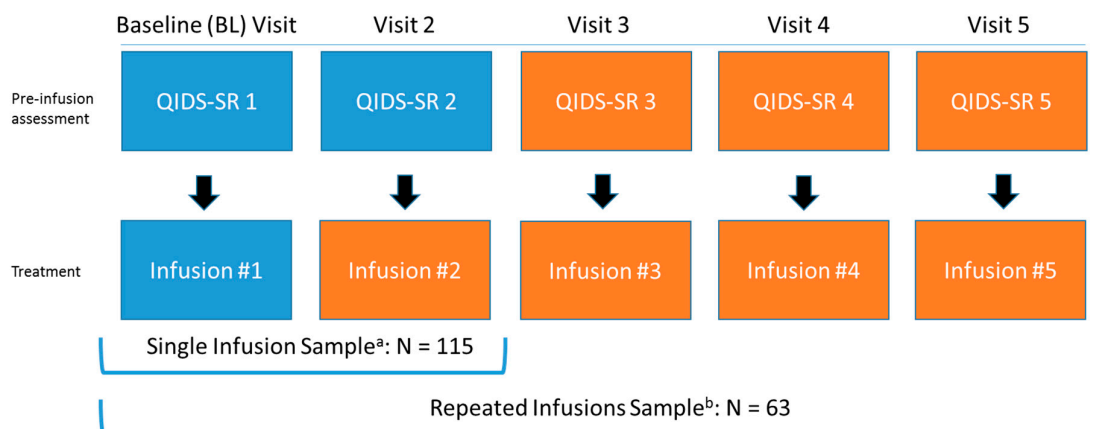 Baseline (BL) Visit Visit 2 Visit 3 Visit 4 Visit 5
Pre-infusion
assessment
QIDS-SR 1 QIDS-SR 2 QIDS-SR 3 QIDS-SR 4 QIDS-SR 5
Treatment
Infusion #1 Infusion #2 Infusion #3 Infusion #4 Infusion #5
Single Infusion Sampleᵃ: N = 115
Repeated Infusions Sampleᵇ: N = 63